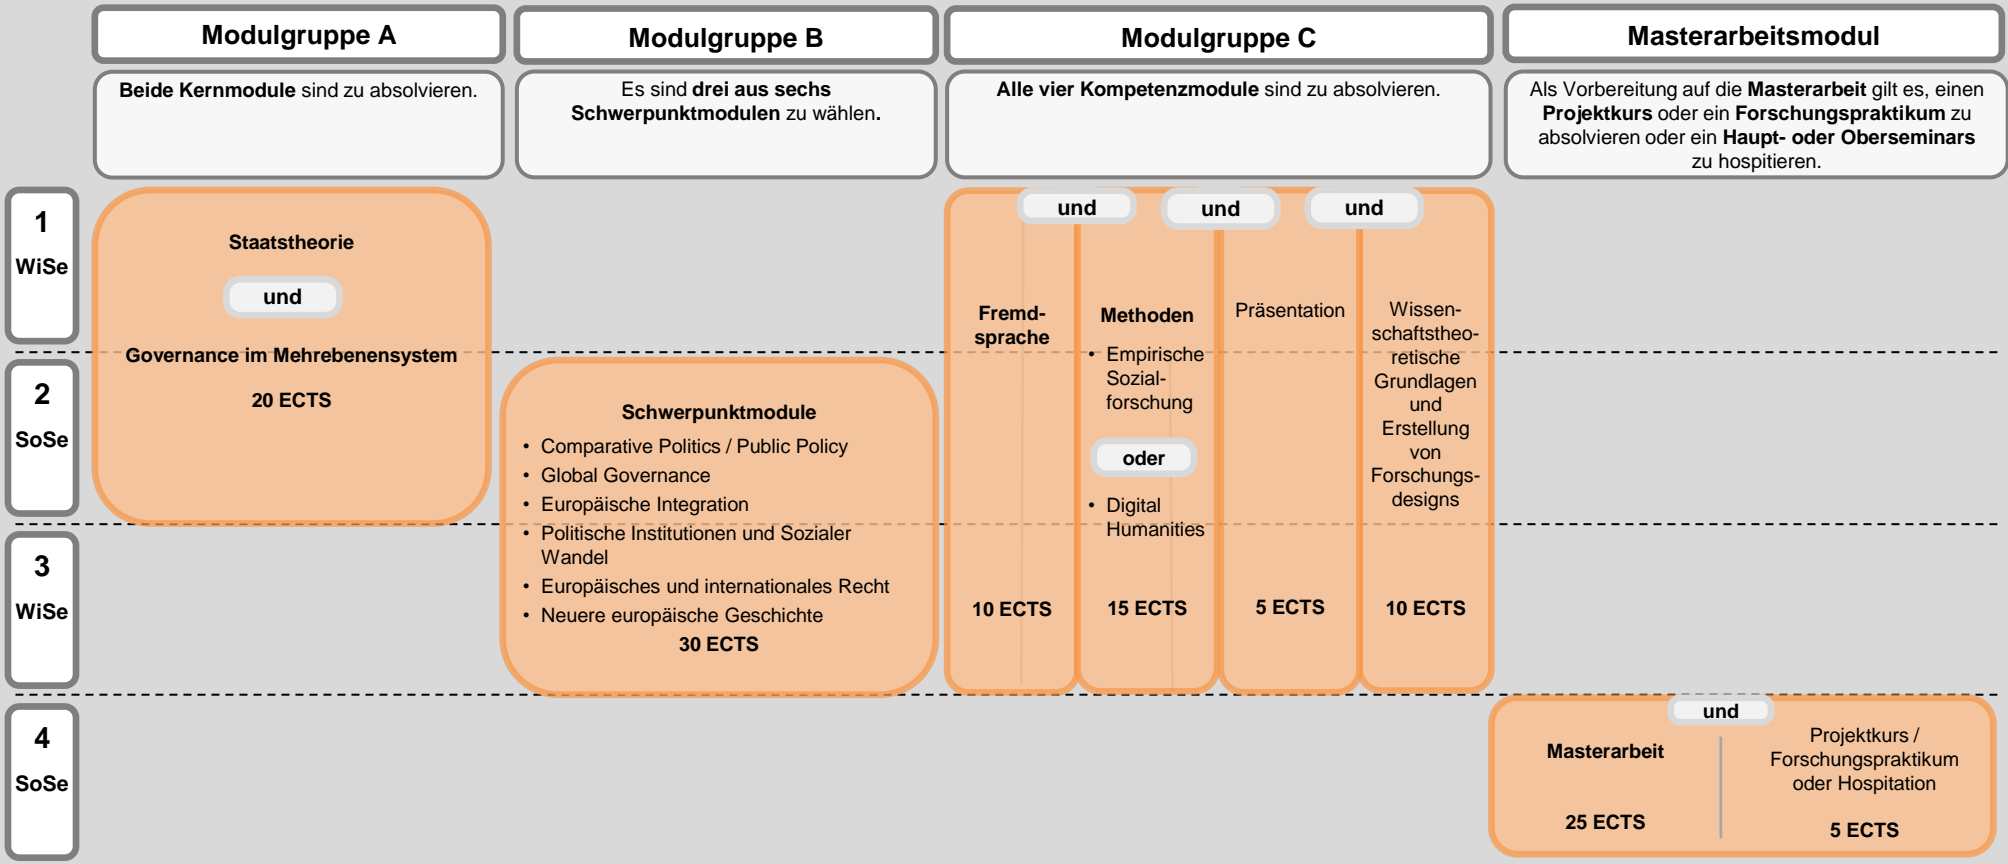 Modulgruppe A
Modulgruppe B
Modulgruppe C
Masterarbeitsmodul
Beide Kernmodule sind zu absolvieren.
Es sind drei aus sechs
Schwerpunktmodulen zu wählen.
Alle vier Kompetenzmodule sind zu absolvieren.
Als Vorbereitung auf die Masterarbeit gilt es, einen
Projektkurs oder ein Forschungspraktikum zu
absolvieren oder ein Haupt- oder Oberseminars
zu hospitieren.
1
WiSe
2
SoSe
3
WiSe
4
SoSe
Staatstheorie
und
Governance im Mehrebenensystem
20 ECTS
Schwerpunktmodule
• Comparative Politics / Public Policy
• Global Governance
• Europäische Integration
• Politische Institutionen und Sozialer
Wandel
• Europäisches und internationales Recht
• Neuere europäische Geschichte
30 ECTS
und
und
und
Fremd-
sprache
10 ECTS
Methoden
• Empirische
Sozial-
forschung
oder
• Digital
Humanities
15 ECTS
Präsentation
5 ECTS
Wissen-
schaftstheo-
retische
Grundlagen
und
Erstellung
von
Forschungs-
designs
10 ECTS
und
Masterarbeit
25 ECTS
Projektkurs /
Forschungspraktikum
oder Hospitation
5 ECTS